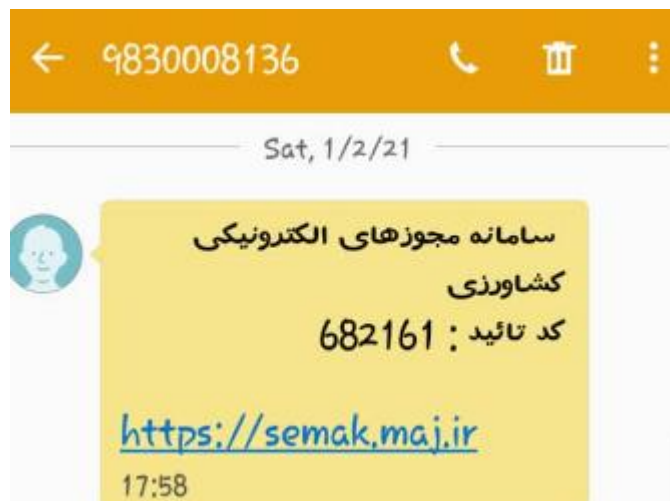 9830008136
Sat, 1/2/21
سامانه مجوزهای الکترونیکی
کشاورزی
کد تائید : 682161
https://semak.maj.ir
17:58